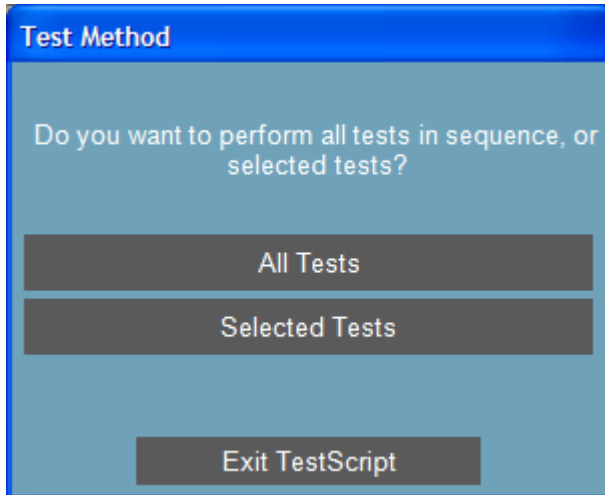 Test Method
Do you want to perform all tests in sequence, or
selected tests?
All Tests
Selected Tests
Exit TestScript